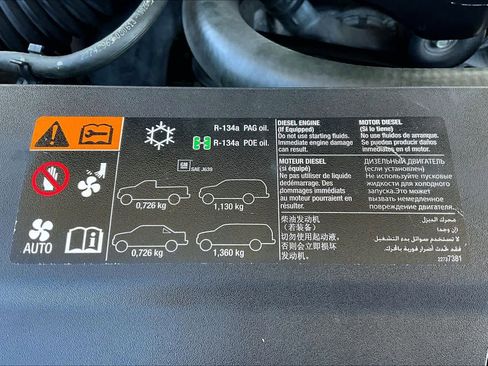 R-134a PAG oil.
R-134a POE oil.
GM SAE J639
0,726 kg
1,130 kg
0,726 kg
1,360 kg
AUTO
DIESEL ENGINE
(If Equipped)
Do not use starting fluids.
Immediate engine damage
can result.
MOTOR DIESEL
(Si lo tiene)
No use fluidos de arranque.
Se pueden producir daños
inmediatos en el motor.
MOTEUR DIESEL
(si équipé)
Ne pas utiliser de liquide
dédemarrage. Des
dommages immédiats
au moteur pourraient en
résulter.
ДИЗЕЛЬНЫЙ ДВИГАТЕЛЬ
(если установлен)
Не используйте пусковые
жидкости для холодного
запуска. Это может
вызвать немедленное
повреждение двигателя.
柴油发动机
（若装备）
切勿使用起动液，
否则会立即损坏
发动机。
محرك الديزل
(إن وجد)
لا تستخدم سوائل بدء التشغيل.
فقد تحدث أضرار فورية بالمحرك.
22737381